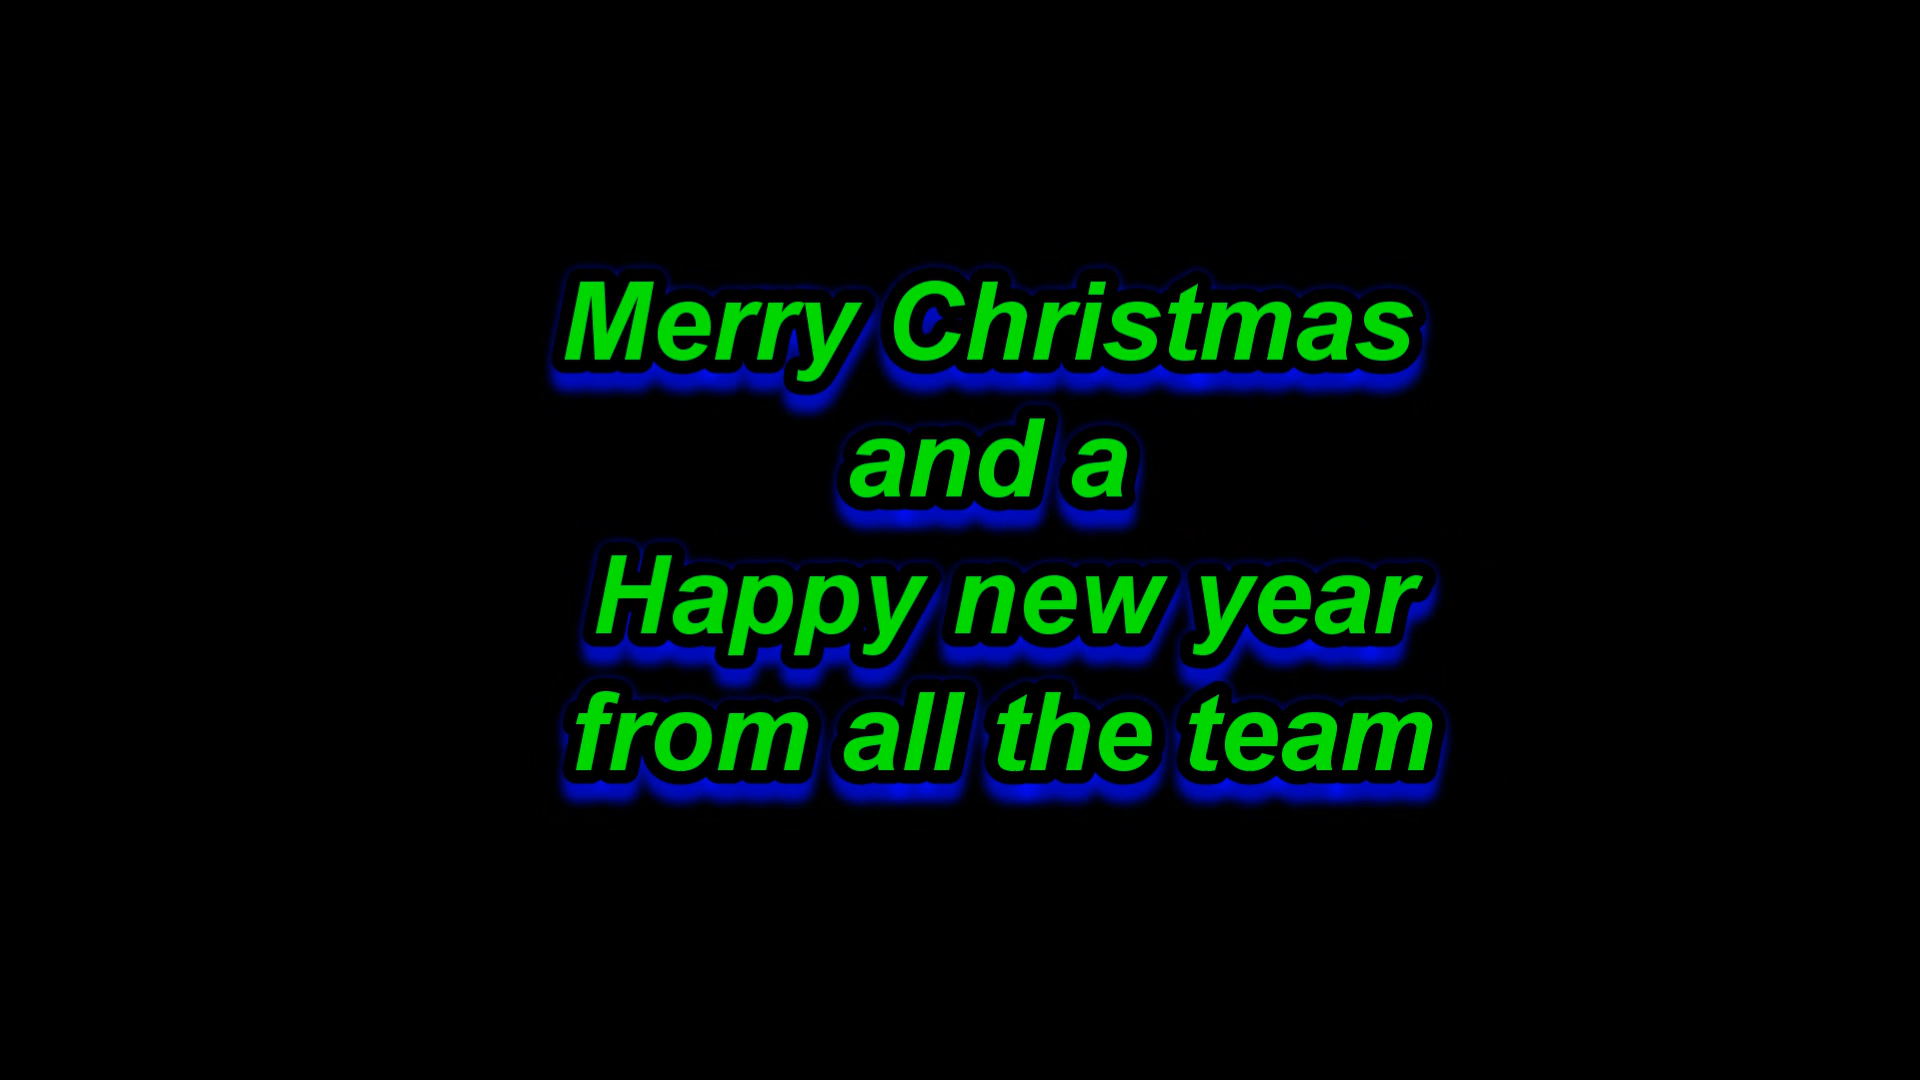 Merry Christmas
and a
Happy new year
from all the team